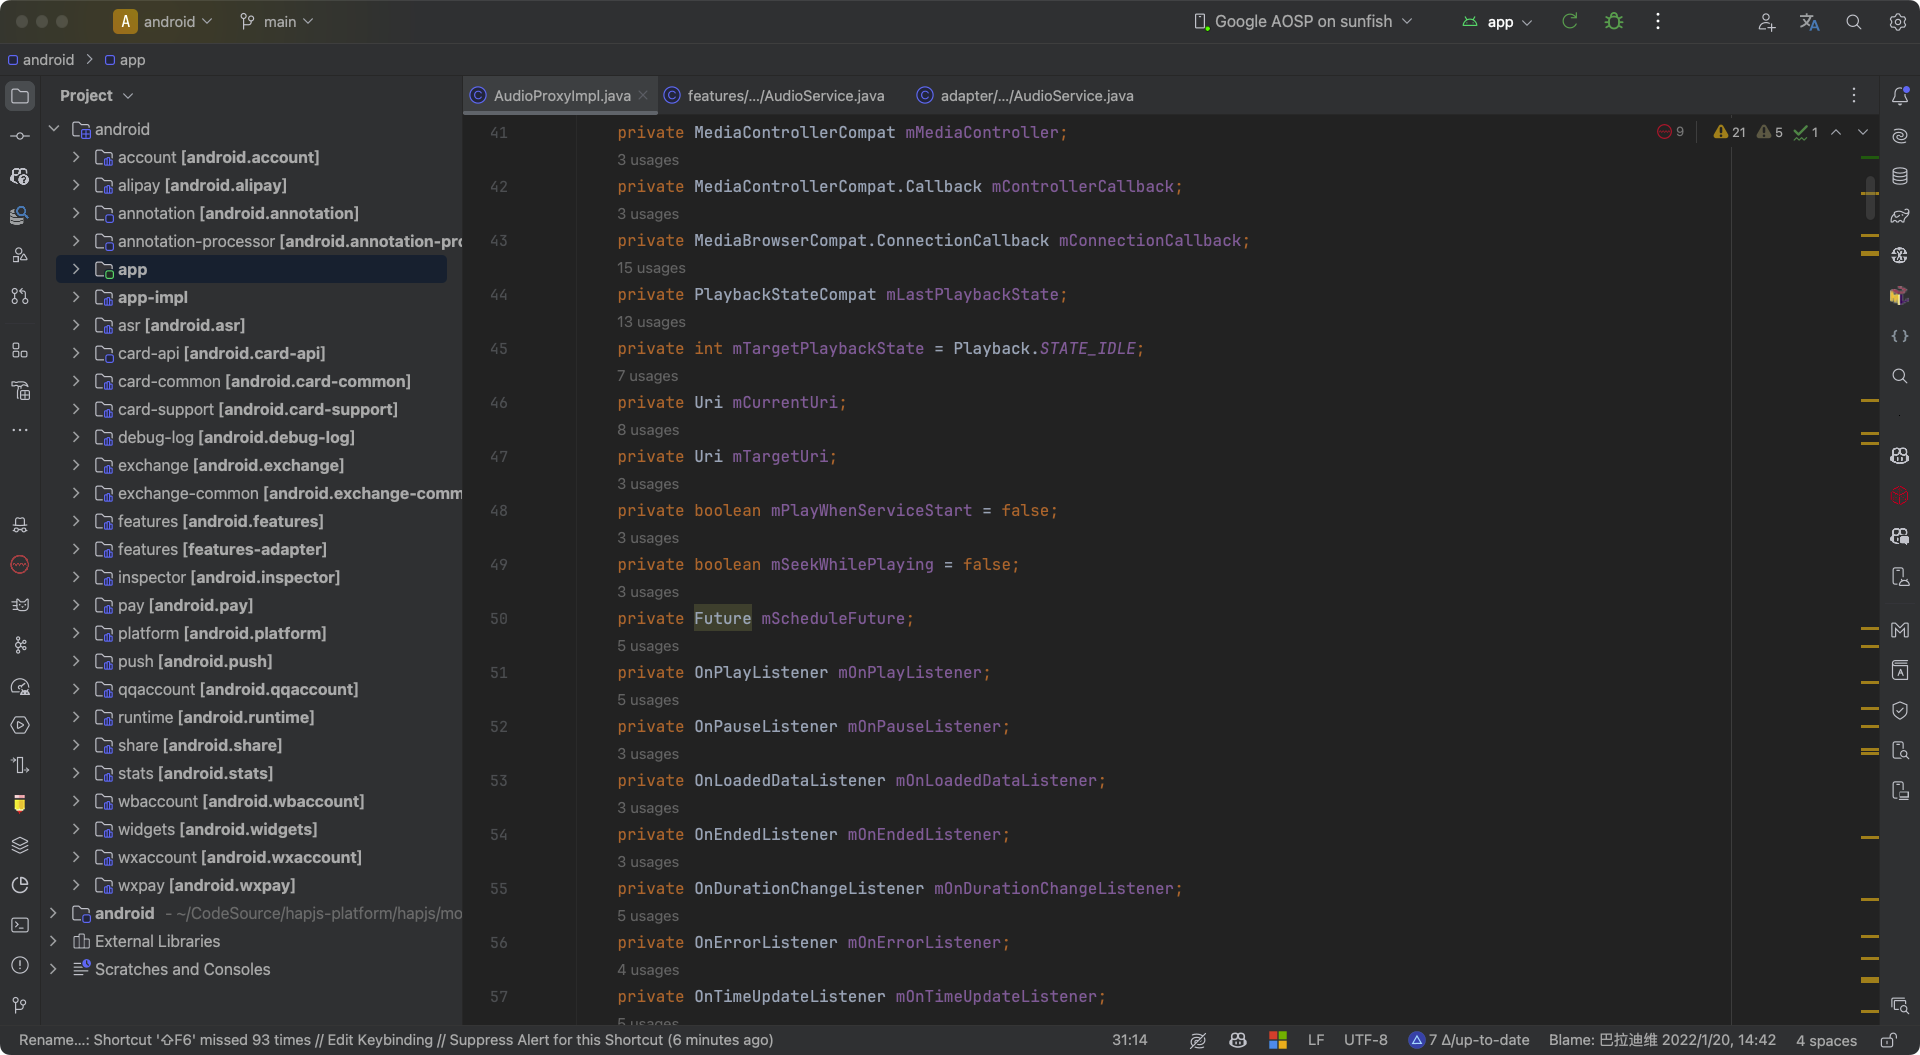 A android main Google AOSP on sunfish app
android app
Project
AudioProxyImpl.java features/.../AudioService.java adapter/.../AudioService.java
android
account [android.account]
alipay [android.alipay]
annotation [android.annotation]
annotation-processor [android.annotation-pro
app
app-impl
asr [android.asr]
card-api [android.card-api]
card-common [android.card-common]
card-support [android.card-support]
debug-log [android.debug-log]
exchange [android.exchange]
exchange-common [android.exchange-comm
features [android.features]
features [features-adapter]
inspector [android.inspector]
pay [android.pay]
platform [android.platform]
push [android.push]
qqaccount [android.qqaccount]
runtime [android.runtime]
share [android.share]
stats [android.stats]
wbaccount [android.wbaccount]
widgets [android.widgets]
wxaccount [android.wxaccount]
wxpay [android.wxpay]
android - ~/CodeSource/hapjs-platform/hapjs/mo
External Libraries
Scratches and Consoles
9 21 5 1
41 private MediaControllerCompat mMediaController;
3 usages
42 private MediaControllerCompat.Callback mControllerCallback;
3 usages
43 private MediaBrowserCompat.ConnectionCallback mConnectionCallback;
15 usages
44 private PlaybackStateCompat mLastPlaybackState;
13 usages
45 private int mTargetPlaybackState = Playback.STATE_IDLE;
7 usages
46 private Uri mCurrentUri;
8 usages
47 private Uri mTargetUri;
3 usages
48 private boolean mPlayWhenServiceStart = false;
3 usages
49 private boolean mSeekWhilePlaying = false;
3 usages
50 private Future mScheduleFuture;
5 usages
51 private OnPlayListener mOnPlayListener;
5 usages
52 private OnPauseListener mOnPauseListener;
3 usages
53 private OnLoadedDataListener mOnLoadedDataListener;
3 usages
54 private OnEndedListener mOnEndedListener;
3 usages
55 private OnDurationChangeListener mOnDurationChangeListener;
5 usages
56 private OnErrorListener mOnErrorListener;
4 usages
57 private OnTimeUpdateListener mOnTimeUpdateListener;
5 usages
Rename...: Shortcut '⇧F6' missed 93 times // Edit Keybinding // Suppress Alert for this Shortcut (6 minutes ago) 31:14 LF UTF-8 7 Δ/up-to-date Blame: 巴拉迪维 2022/1/20, 14:42 4 spaces